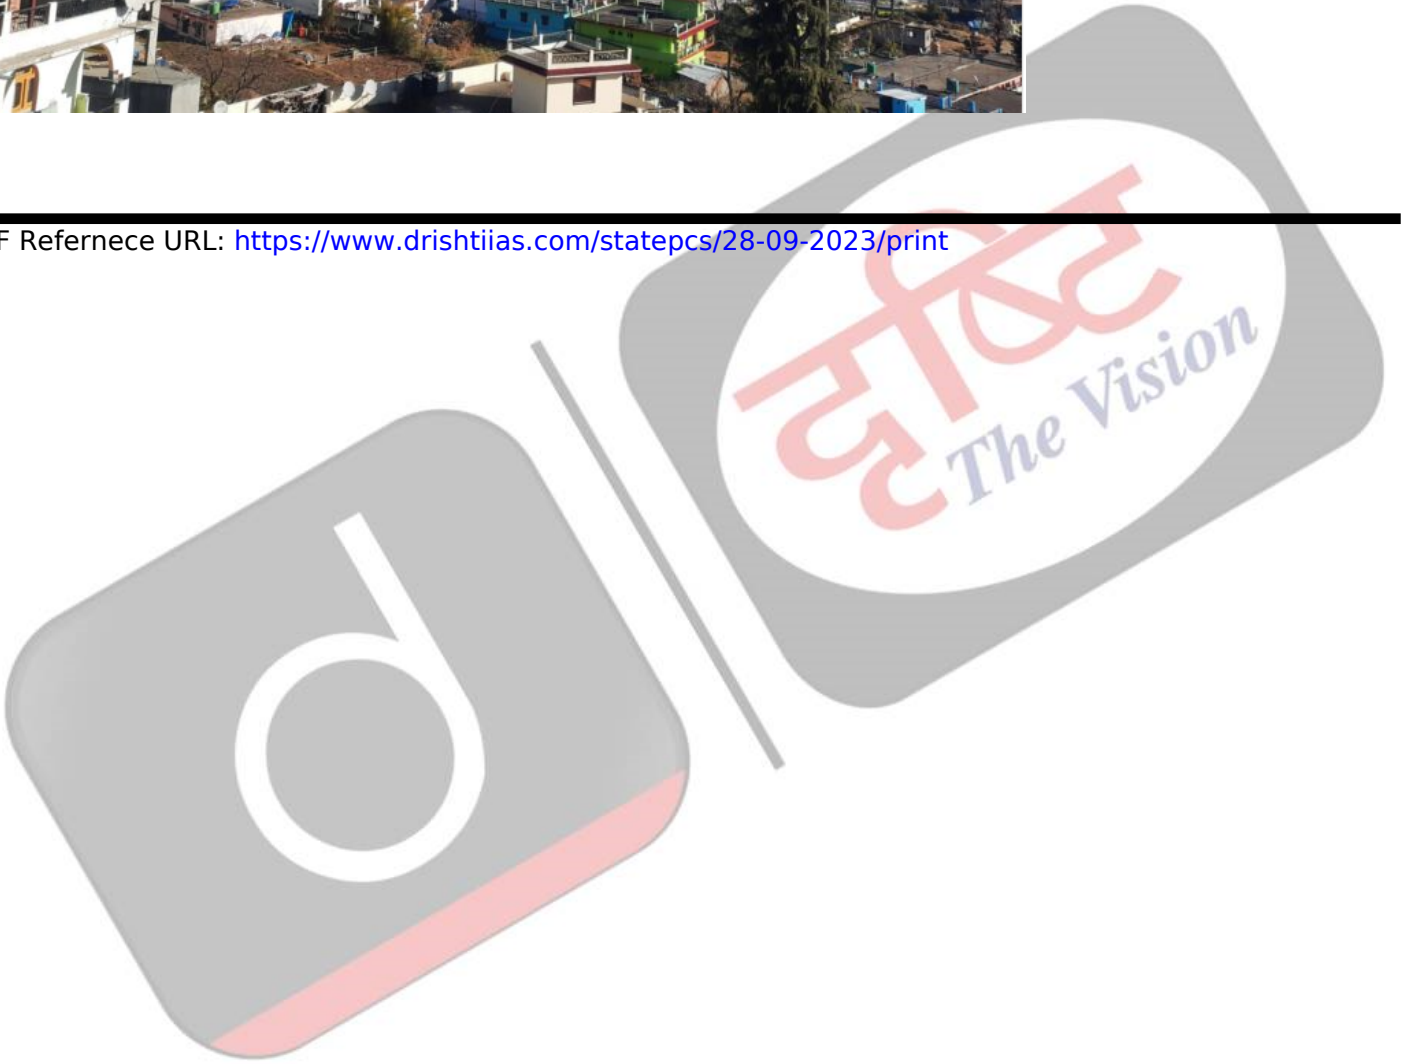 F Refernece URL: https://www.drishtiias.com/statepcs/28-09-2023/print
दृष्टि
The Vision